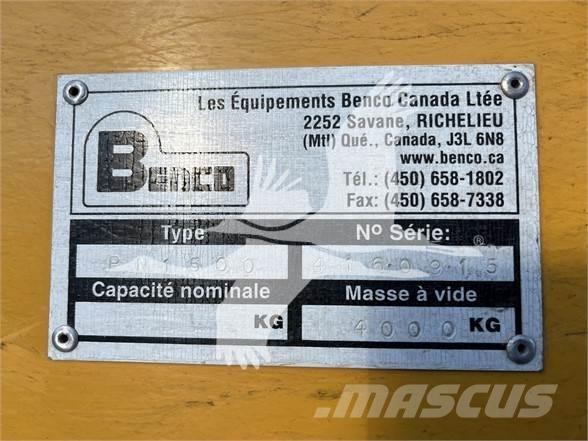 Les Équipements Benco Canada Ltée
2252 Savane, RICHELIEU
(Mtl) Qué., Canada, J3L 6N8
www.benco.ca
Tél.: (450) 658-1802
Fax: (450) 658-7338
Benco
Type
Nº Série:
®
4160915
Capacité nominale
Masse à vide
KG
4000 KG
MASCUS